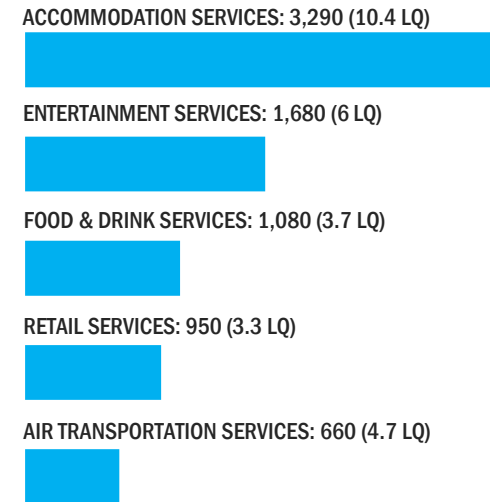 ACCOMMODATION SERVICES: 3,290 (10.4 LQ)
ENTERTAINMENT SERVICES: 1,680 (6 LQ)
FOOD & DRINK SERVICES: 1,080 (3.7 LQ)
RETAIL SERVICES: 950 (3.3 LQ)
AIR TRANSPORTATION SERVICES: 660 (4.7 LQ)